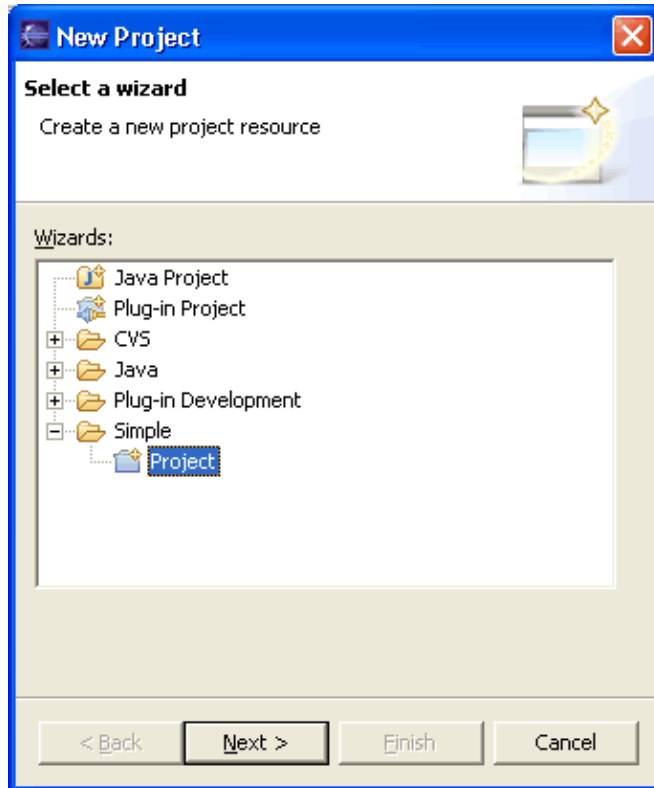 New Project
Select a wizard
Create a new project resource
Wizards:
Java Project
Plug-in Project
CVS
Java
Plug-in Development
Simple
Project
< Back Next > Finish Cancel